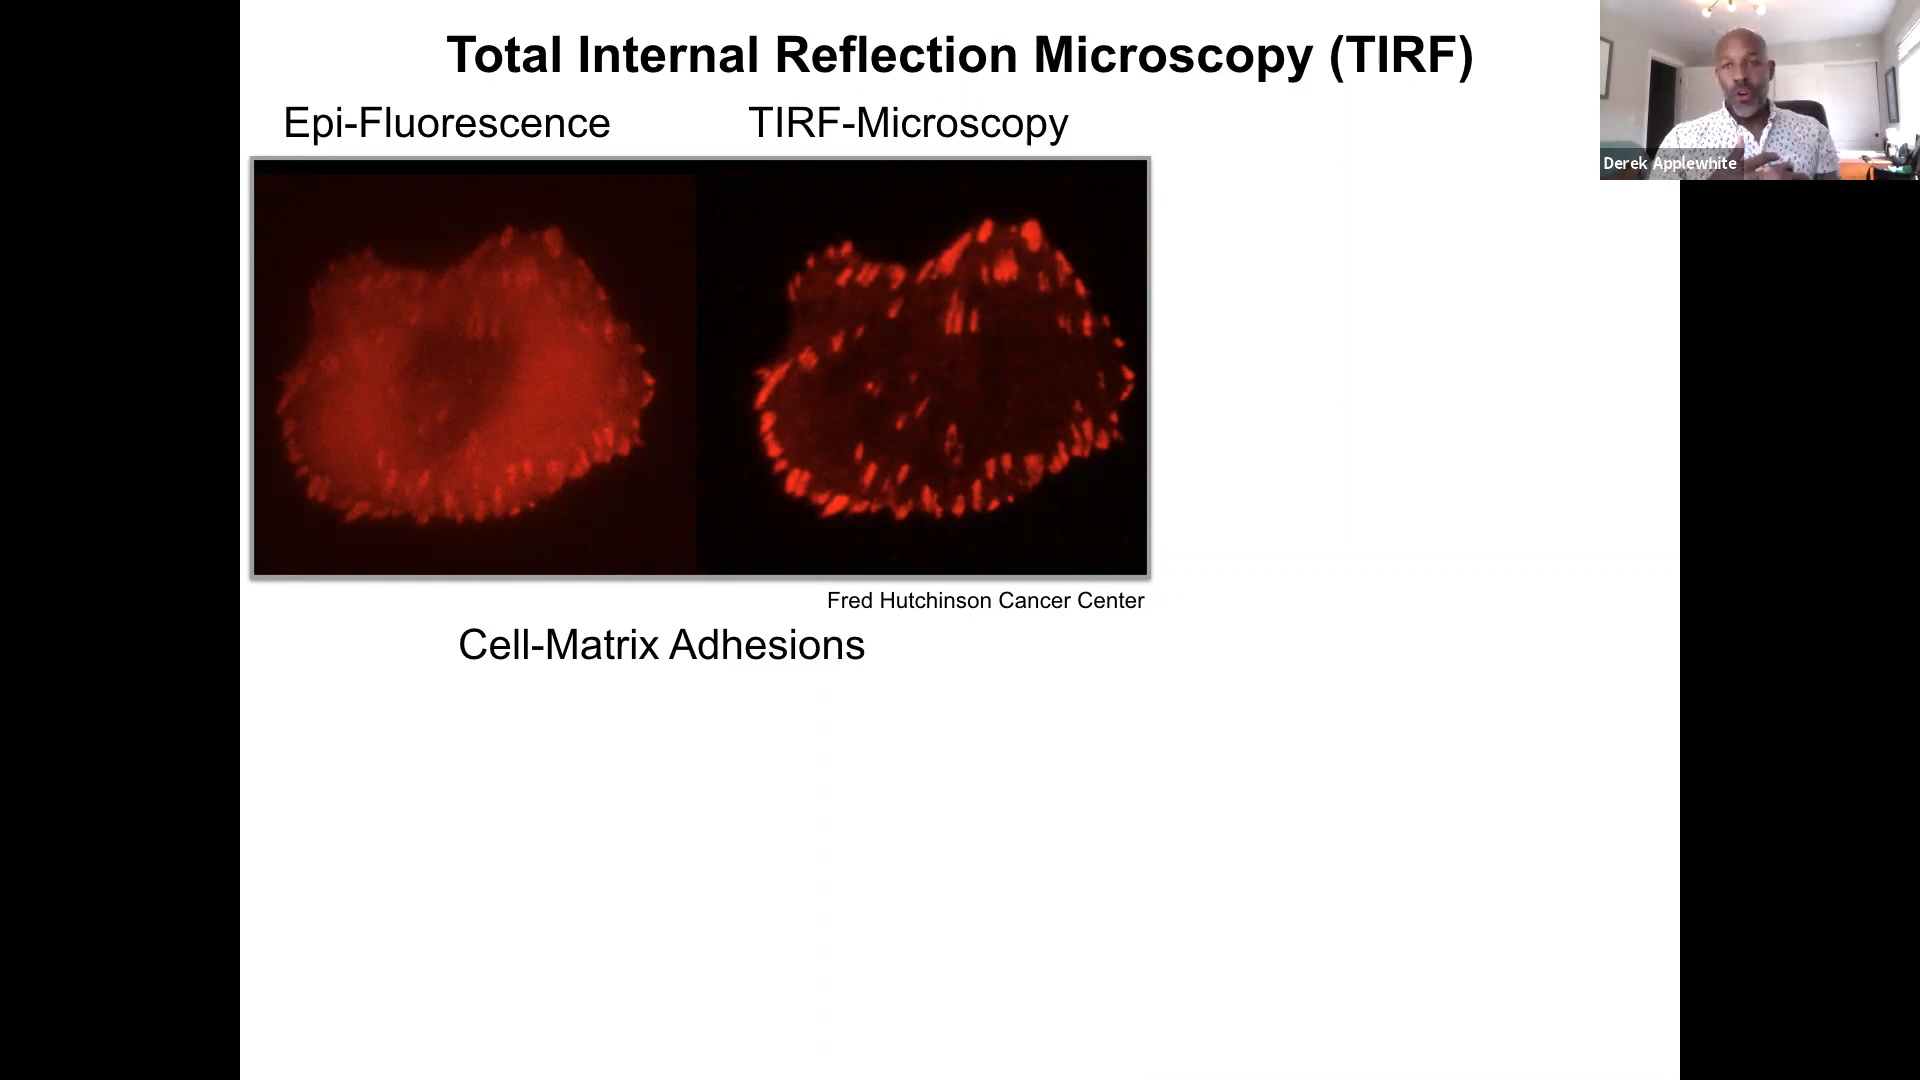 Total Internal Reflection Microscopy (TIRF)
Epi-Fluorescence
TIRF-Microscopy
Derek Applewhite
Fred Hutchinson Cancer Center
Cell-Matrix Adhesions